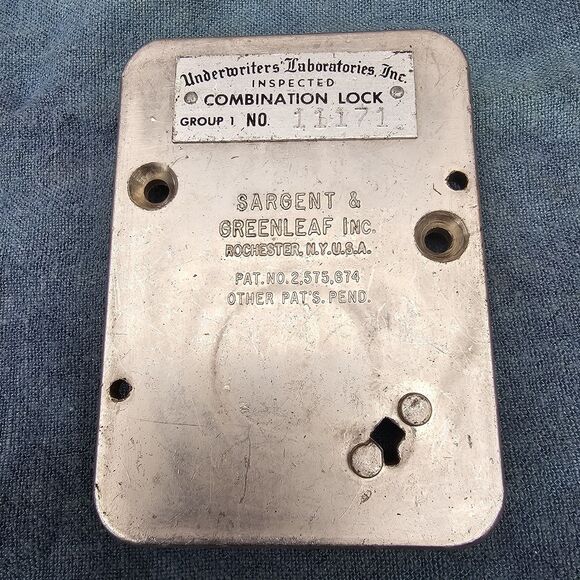 Underwriters' Laboratories, Inc.
INSPECTED
COMBINATION LOCK
GROUP 1 NO. 11171
SARGENT &
GREENLEAF INC.
ROCHESTER, N.Y. U.S.A.
PAT. NO. 2,575,674
OTHER PAT'S. PEND.